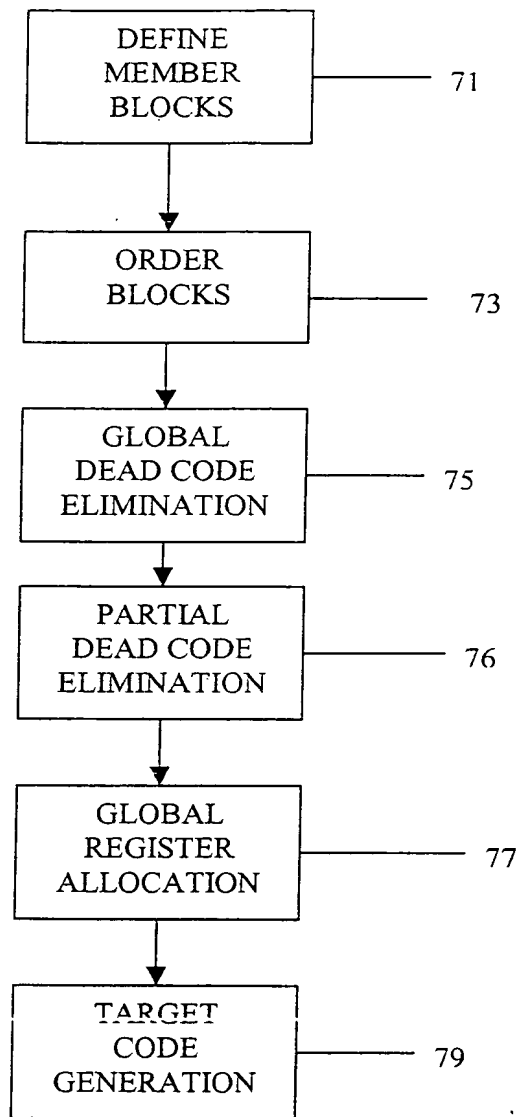 DEFINE
MEMBER
BLOCKS
71
ORDER
BLOCKS
73
GLOBAL
DEAD CODE
ELIMINATION
75
PARTIAL
DEAD CODE
ELIMINATION
76
GLOBAL
REGISTER
ALLOCATION
77
TARGET
CODE
GENERATION
79